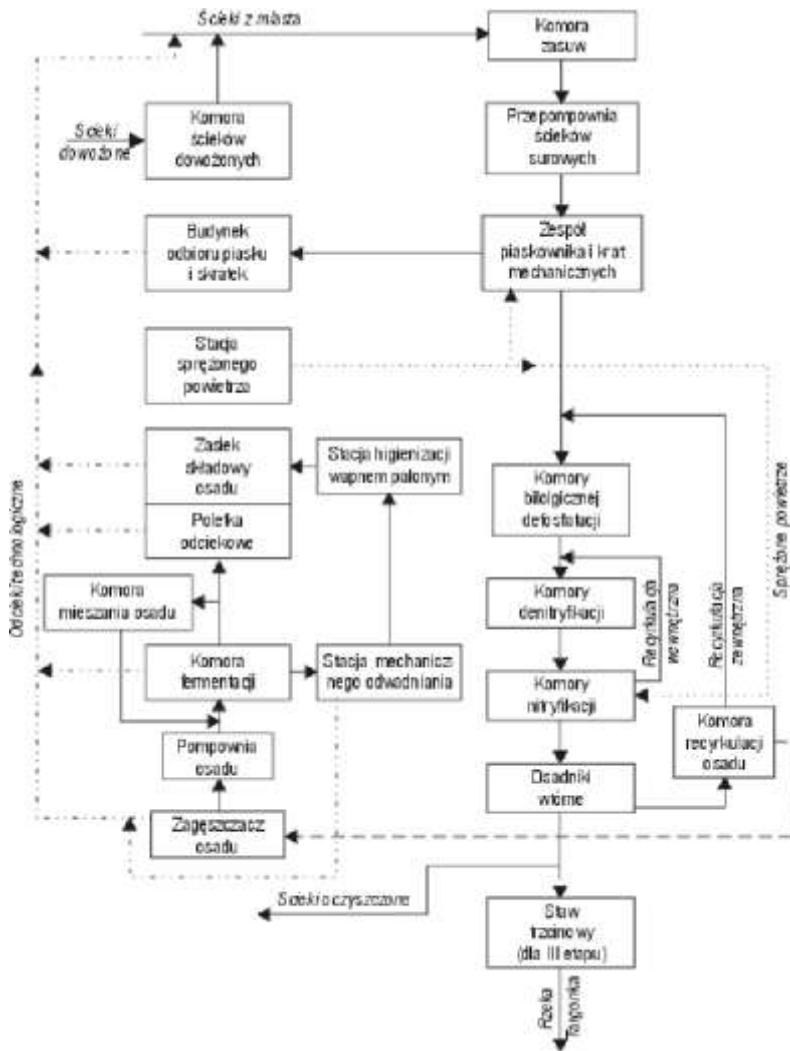 Ścieki z miasta
Komora
zasuw
Ścieki
dowożone
Komora
ścieków
dowożonych
Przepompownia
ścieków
surowych
Budynek
odbioru piasku
i skratek
Zespół
piaskownika i krat
mechanicznych
Stacja
sprężonego
powietrza
Zasiek
składowy
osadu
Stacja higienizacji
wapnem palonym
Komory
bilolgicznej
defosfatacji
Poletka
odciekowe
Komora
mieszania osadu
Komory
denitryfikacji
Recyrkulacja
wewnętrzna
Recyrkulacja
zewnętrzna
Sprężone powietrze
Odcieki technologiczne
Komora
fermentacji
Stacja mechanicz
nego odwadniania
Komory
nitryfikacji
Komora
recyrkulacji
osadu
Pompownia
osadu
Osadniki
wtórne
Zagęszczacz
osadu
Ścieki oczyszczone
Staw
trzcinowy
(dla III etapu)
Rzeka
Targonka